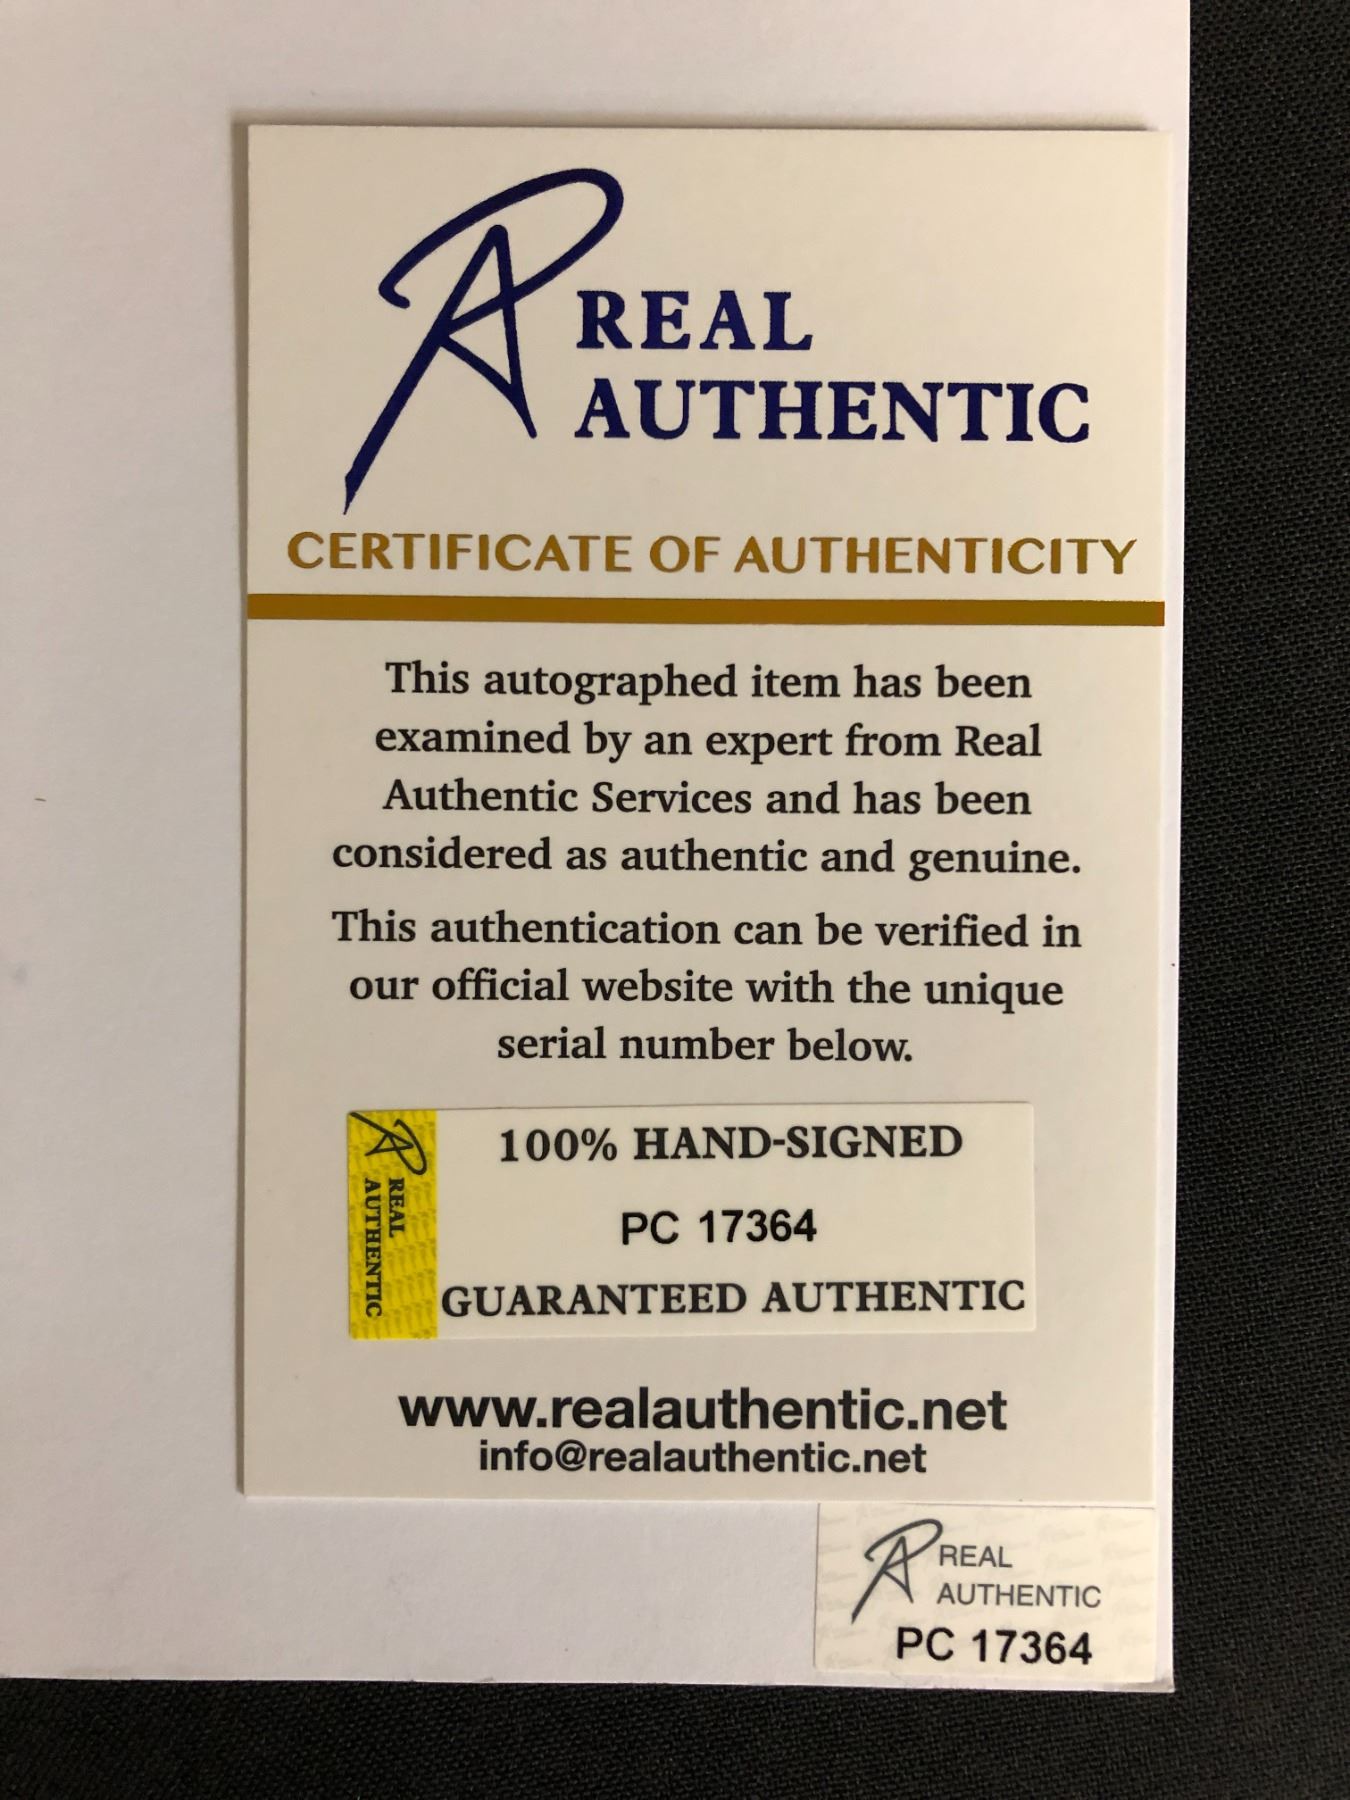 REAL
AUTHENTIC
CERTIFICATE OF AUTHENTICITY
This autographed item has been
examined by an expert from Real
Authentic Services and has been
considered as authentic and genuine.
This authentication can be verified in
our official website with the unique
serial number below.
REAL
AUTHENTIC
100% HAND-SIGNED
PC 17364
GUARANTEED AUTHENTIC
www.realauthentic.net
info@realauthentic.net
REAL
AUTHENTIC
PC 17364